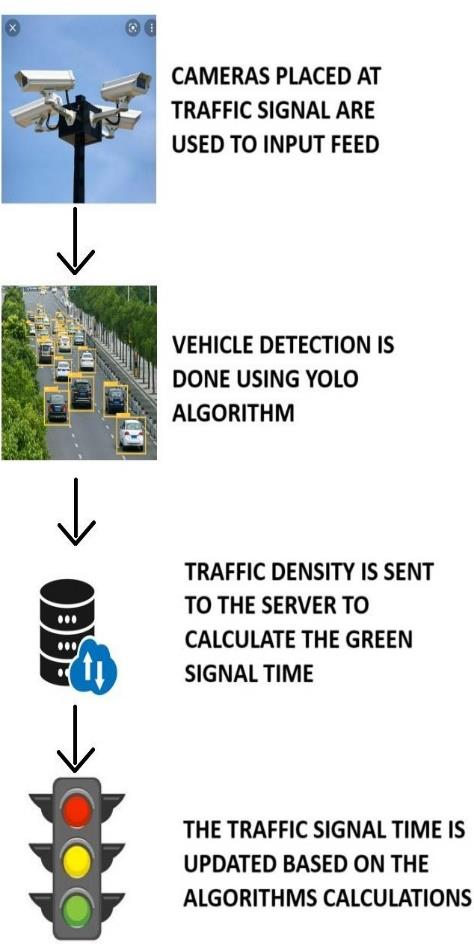 CAMERAS PLACED AT
TRAFFIC SIGNAL ARE
USED TO INPUT FEED
VEHICLE DETECTION IS
DONE USING YOLO
ALGORITHM
TRAFFIC DENSITY IS SENT
TO THE SERVER TO
CALCULATE THE GREEN
SIGNAL TIME
THE TRAFFIC SIGNAL TIME IS
UPDATED BASED ON THE
ALGORITHMS CALCULATIONS